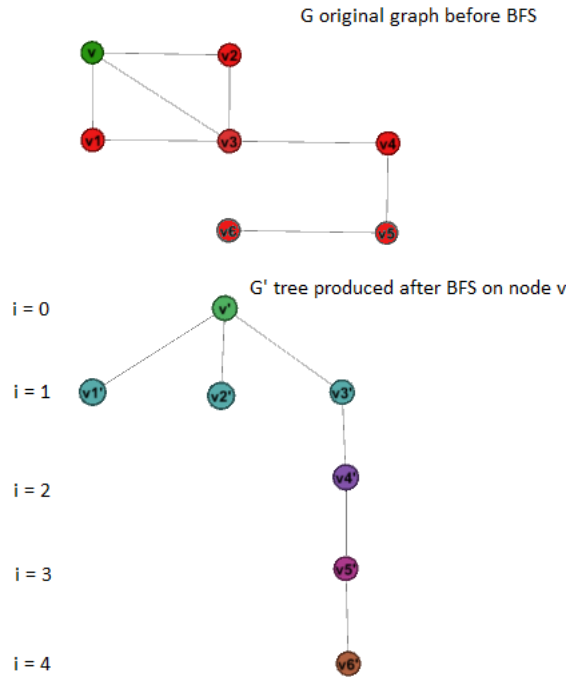 G original graph before BFS
v
v2
v1
v3
v4
v6
v5
G' tree produced after BFS on node v
i = 0
v'
i = 1
v1'
v2'
v3'
i = 2
v4'
i = 3
v5'
i = 4
v6'